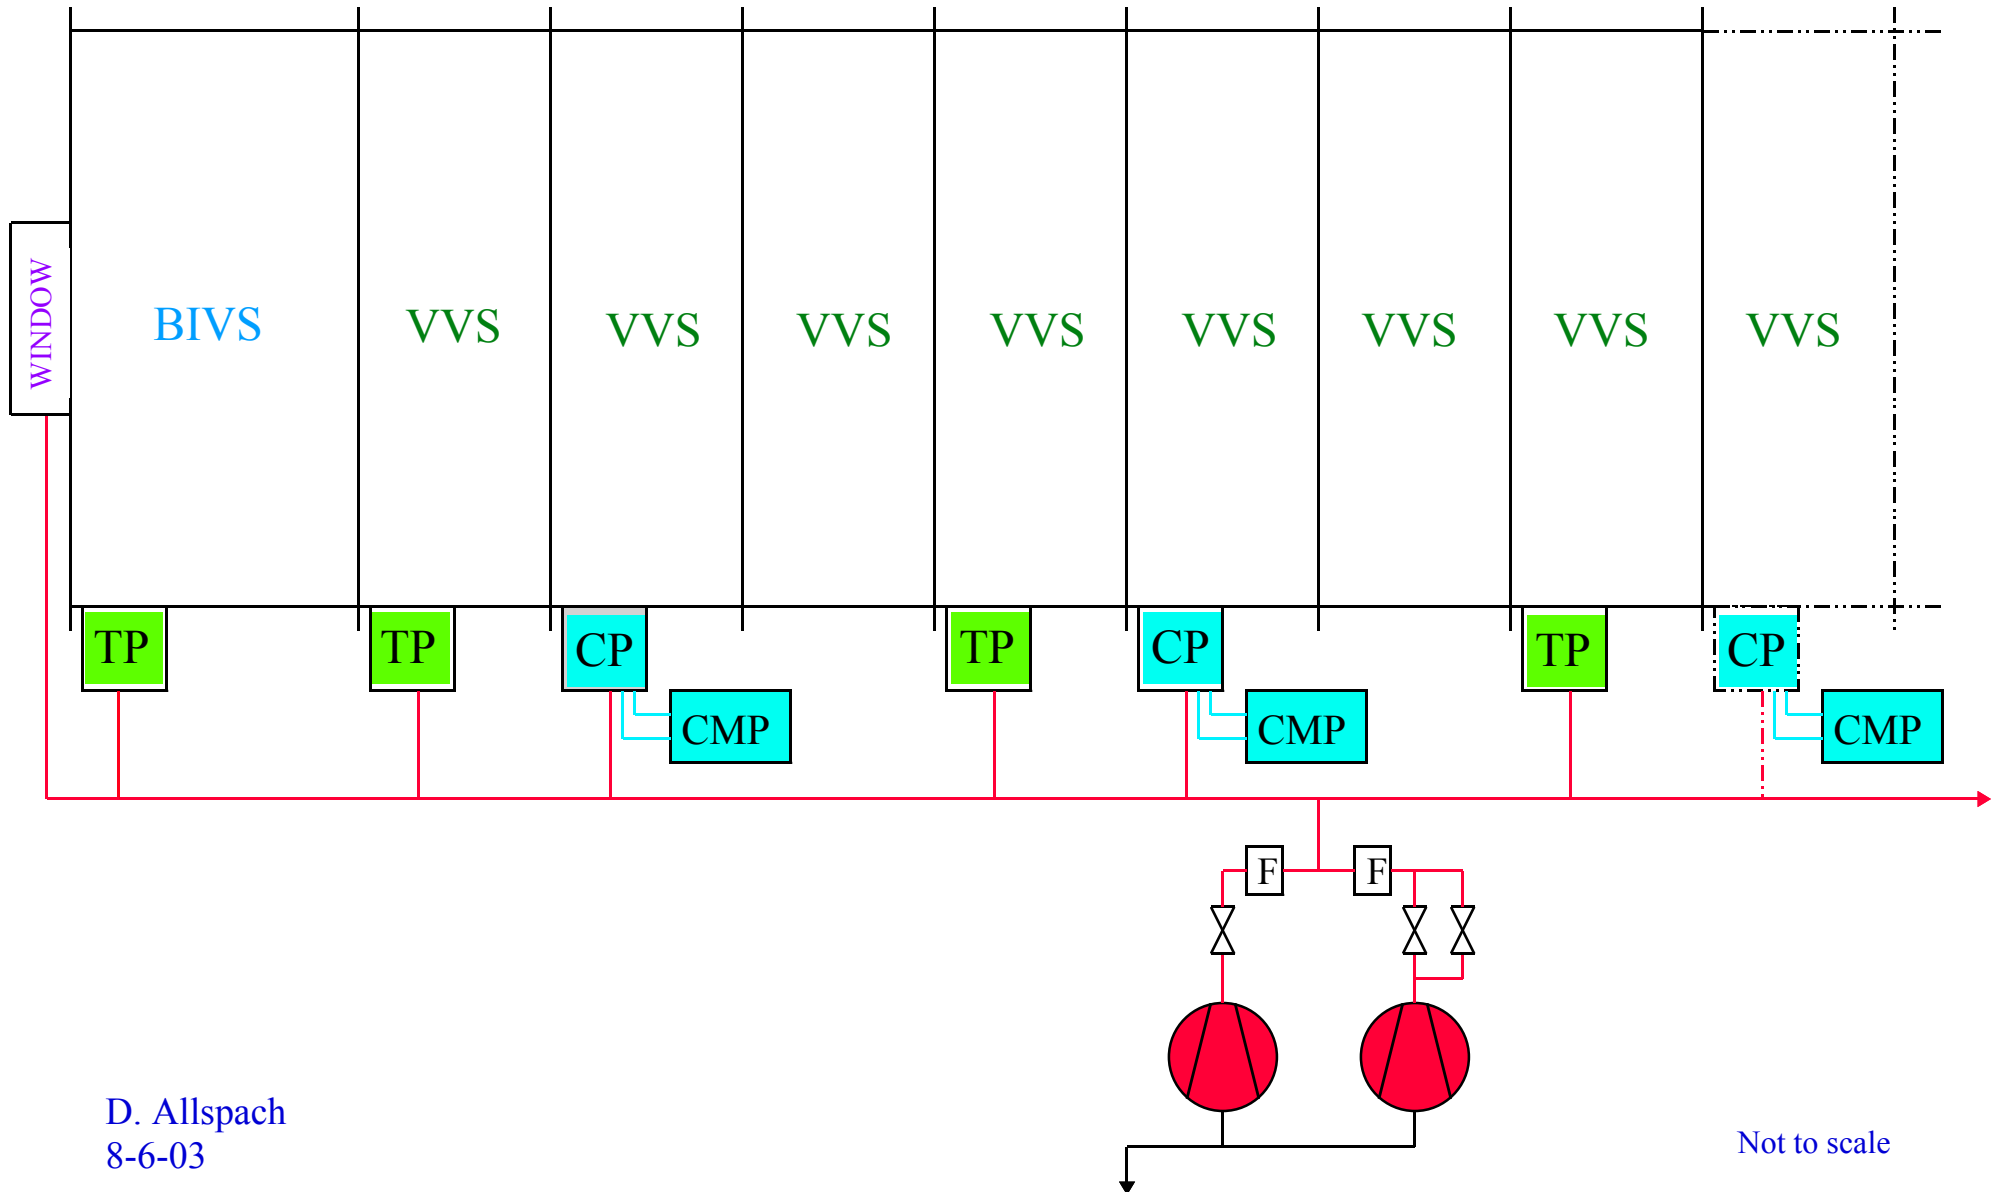 WINDOW
BIVS
VVS
VVS
VVS
VVS
VVS
VVS
VVS
VVS
TP
TP
CP
TP
CP
TP
CP
CMP
CMP
CMP
F
F
D. Allspach
8-6-03
Not to scale